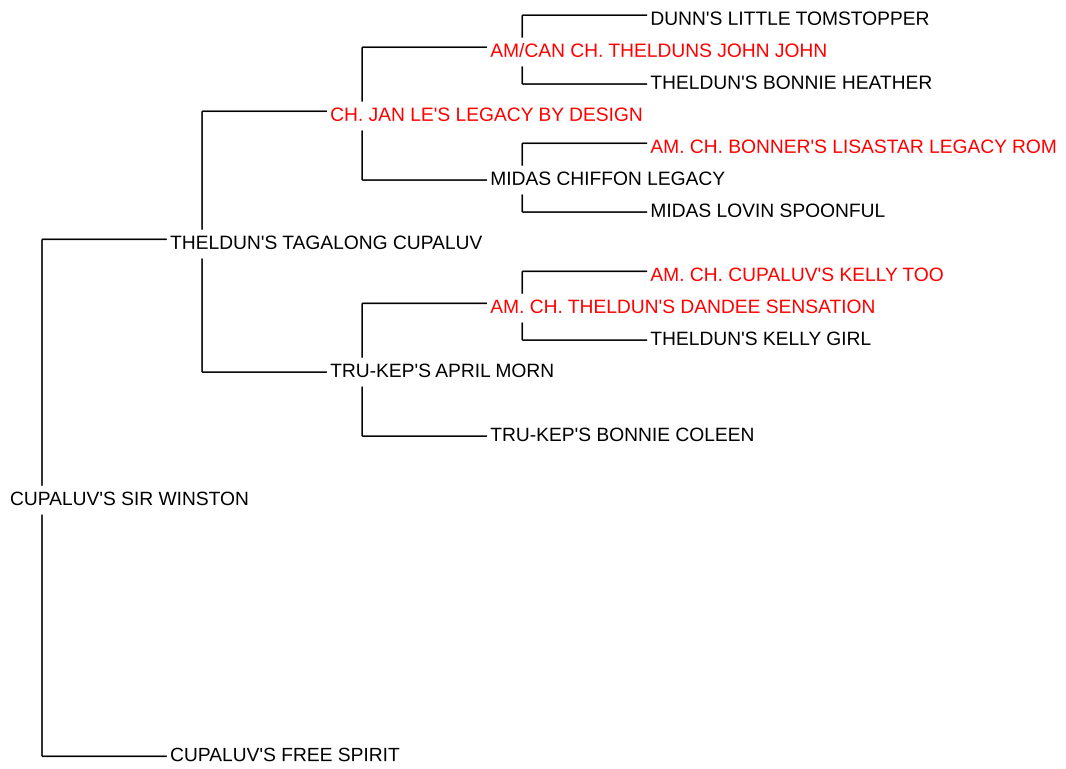 DUNN'S LITTLE TOMSTOPPER
AM/CAN CH. THELDUNS JOHN JOHN
THELDUN'S BONNIE HEATHER
CH. JAN LE'S LEGACY BY DESIGN
AM. CH. BONNER'S LISASTAR LEGACY ROM
MIDAS CHIFFON LEGACY
MIDAS LOVIN SPOONFUL
THELDUN'S TAGALONG CUPALUV
AM. CH. CUPALUV'S KELLY TOO
AM. CH. THELDUN'S DANDEE SENSATION
THELDUN'S KELLY GIRL
TRU-KEP'S APRIL MORN
TRU-KEP'S BONNIE COLEEN
CUPALUV'S SIR WINSTON
CUPALUV'S FREE SPIRIT